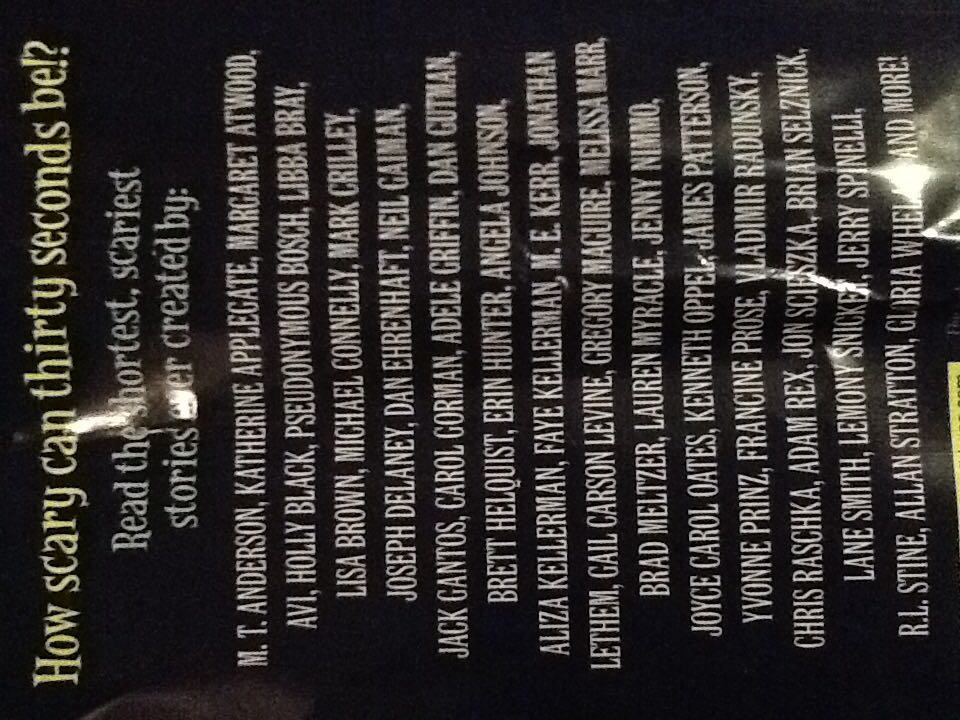 How scary can thirty seconds be!?
Read the shortest, scariest
stories ever created by:
M. T. ANDERSON, KATHERINE APPLEGATE, MARGARET ATWOOD,
AVI, HOLLY BLACK, PSEUDONYMOUS BOSCH, LIBBA BRAY,
LISA BROWN, MICHAEL CONNELLY, MARK CRILLEY,
JOSEPH DELANEY, DAN EHRENHAFT, NEIL GAIMAN,
JACK GANTOS, CAROL GORMAN, ADELE GRIFFIN, DAN GUTMAN,
BRETT HELQUIST, ERIN HUNTER, ANGELA JOHNSON,
ALIZA KELLERMAN, FAYE KELLERMAN, M. E. KERR, JONATHAN
LETHEM, GAIL CARSON LEVINE, GREGORY MAGUIRE, MELISSA MARR,
BRAD MELTZER, LAUREN MYRACLE, JENNY NIMMO,
JOYCE CAROL OATES, KENNETH OPPEL, JAMES PATTERSON,
YVONNE PRINZ, FRANCINE PROSE, VLADIMIR RADUNSKY,
CHRIS RASCHKA, ADAM REX, JON SCIESZKA, BRIAN SELZNICK,
LANE SMITH, LEMONY SNICKET, JERRY SPINELLI,
R.L. STINE, ALLAN STRATTON, GLORIA WHELAN AND MORE!